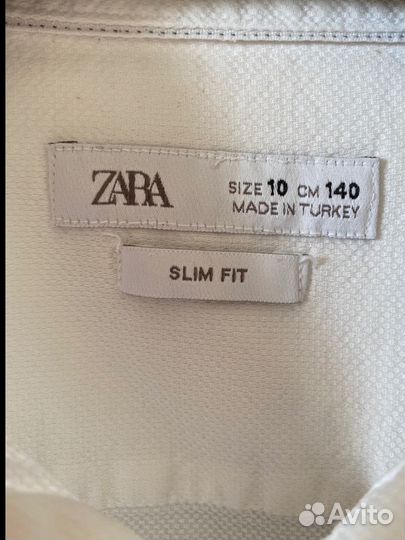 ZARA
SIZE 10 CM 140
MADE IN TURKEY
SLIM FIT
Avito